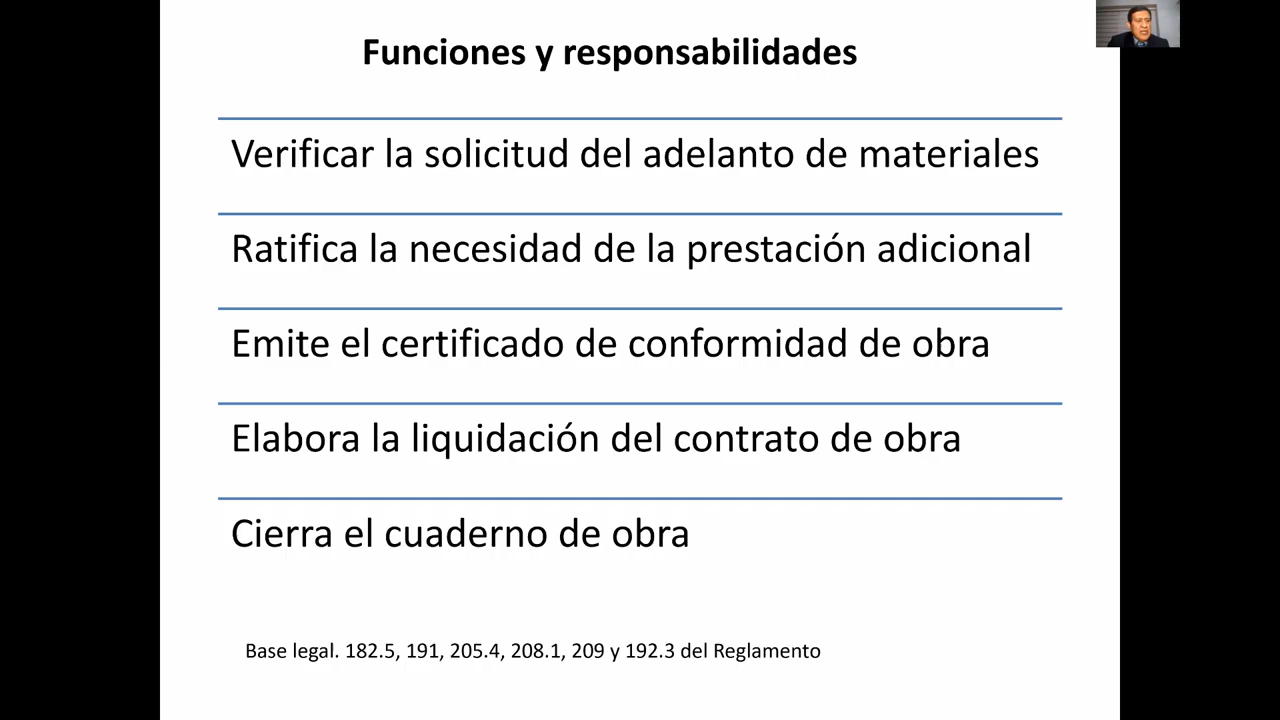 Funciones y responsabilidades
Verificar la solicitud del adelanto de materiales
Ratifica la necesidad de la prestación adicional
Emite el certificado de conformidad de obra
Elabora la liquidación del contrato de obra
Cierra el cuaderno de obra
Base legal. 182.5, 191, 205.4, 208.1, 209 y 192.3 del Reglamento